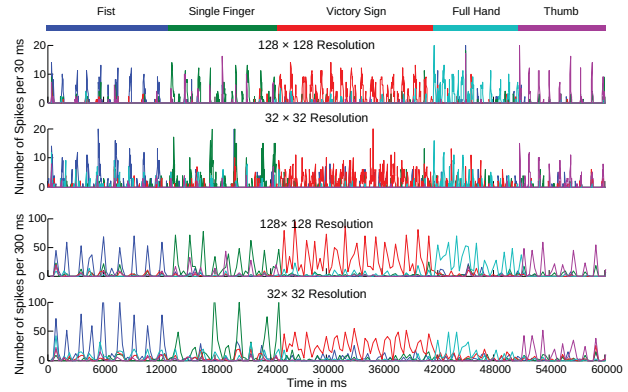 Fist Single Finger Victory Sign Full Hand Thumb
128 × 128 Resolution
Number of Spikes per 30 ms
20
10
0
32 × 32 Resolution
20
10
0
128× 128 Resolution
Number of spikes per 300 ms
100
50
0
32× 32 Resolution
100
50
0
0 6000 12000 18000 24000 30000 36000 42000 48000 54000 60000
Time in ms